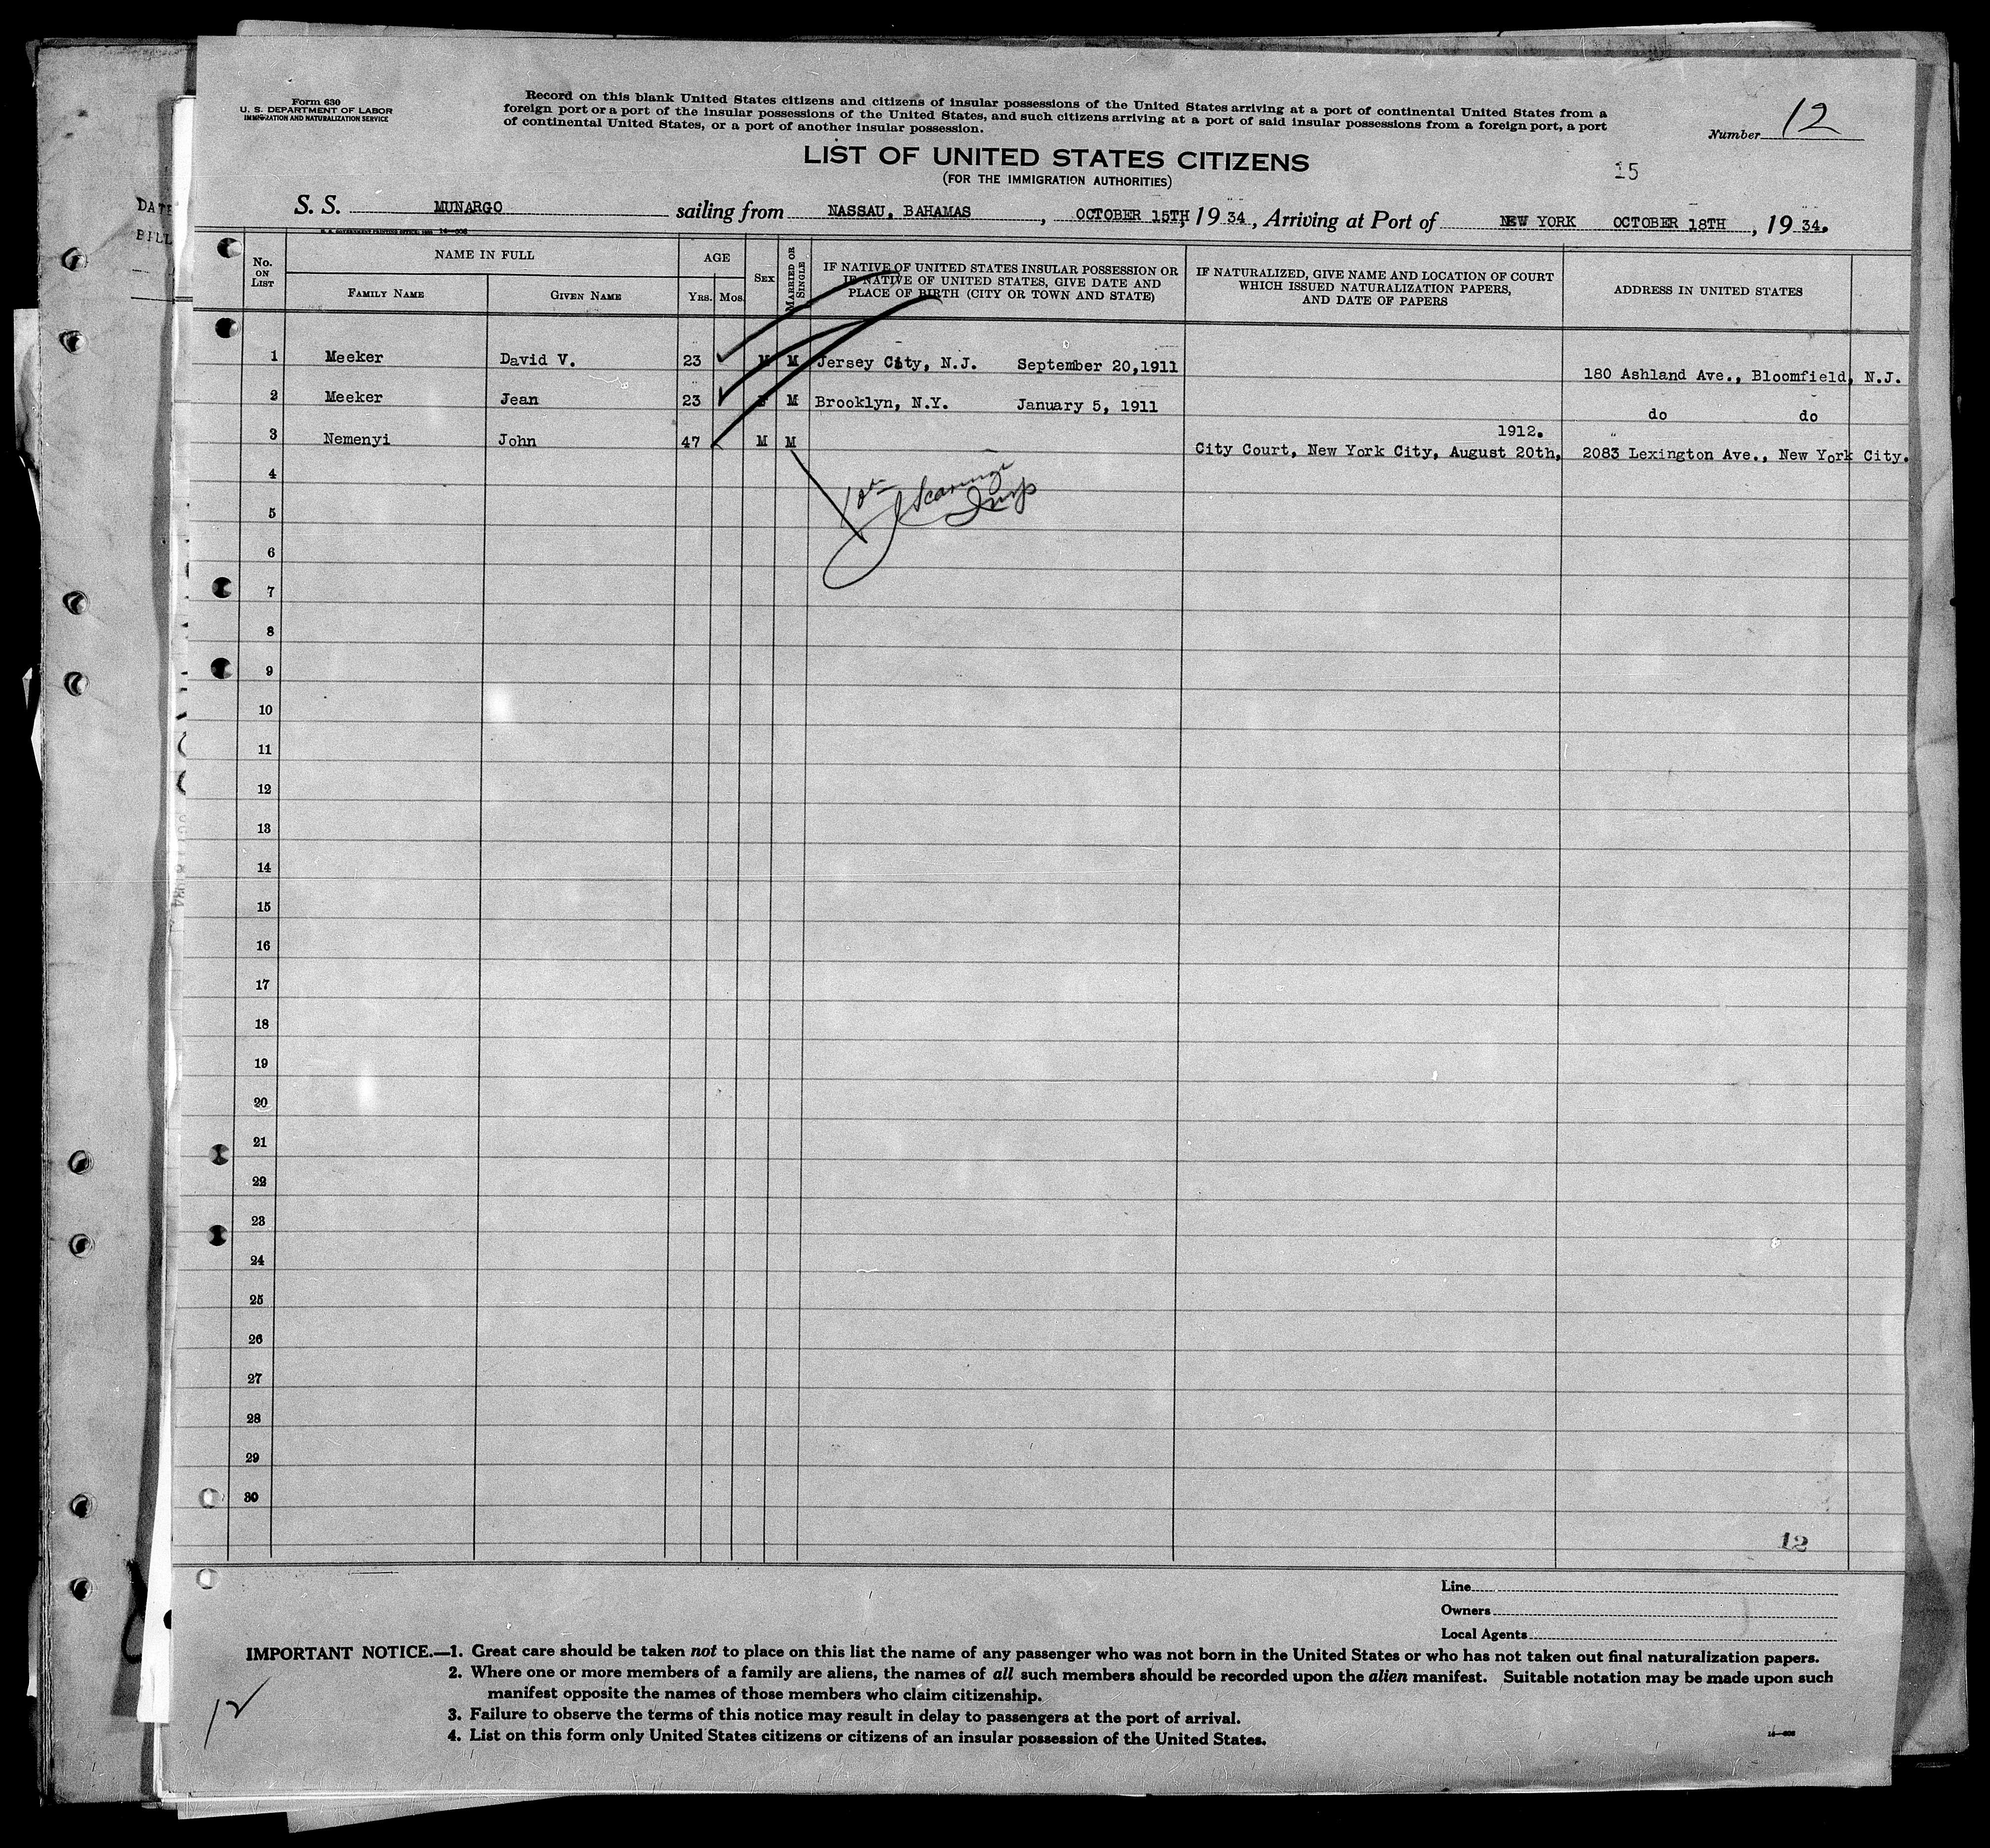 Form 630
U. S. DEPARTMENT OF LABOR
IMMIGRATION AND NATURALIZATION SERVICE
Record on this blank United States citizens and citizens of insular possessions of the United States arriving at a port of continental United States from a
foreign port or a port of the insular possessions of the United States, and such citizens arriving at a port of said insular possessions from a foreign port, a port
of continental United States, or a port of another insular possession.
Number 12
LIST OF UNITED STATES CITIZENS
(FOR THE IMMIGRATION AUTHORITIES)
15
DATE
BILL
S. S. MUNARGO sailing from NASSAU, BAHAMAS, OCTOBER 15TH, 1934, Arriving at Port of NEW YORK OCTOBER 18TH, 1934.
No. ON LIST
NAME IN FULL
FAMILY NAME
GIVEN NAME
AGE
YRS.
MOS.
SEX
MARRIED OR SINGLE
IF NATIVE OF UNITED STATES INSULAR POSSESSION OR
IF NATIVE OF UNITED STATES, GIVE DATE AND
PLACE OF BIRTH (CITY OR TOWN AND STATE)
IF NATURALIZED, GIVE NAME AND LOCATION OF COURT
WHICH ISSUED NATURALIZATION PAPERS,
AND DATE OF PAPERS
ADDRESS IN UNITED STATES
1 Meeker David V. 23 M M Jersey City, N.J. September 20,1911 180 Ashland Ave., Bloomfield, N.J.
2 Meeker Jean 23 F M Brooklyn, N.Y. January 5, 1911 do do
3 Nemenyi John 47 M M City Court, New York City, August 20th, 1912. 2083 Lexington Ave., New York City.
4
5
6
7
8
9
10
11
12
13
14
15
16
17
18
19
20
21
22
23
24
25
26
27
28
29
30
12
Line
Owners
Local Agents
IMPORTANT NOTICE.—1. Great care should be taken not to place on this list the name of any passenger who was not born in the United States or who has not taken out final naturalization papers.
2. Where one or more members of a family are aliens, the names of all such members should be recorded upon the alien manifest. Suitable notation may be made upon such
manifest opposite the names of those members who claim citizenship.
3. Failure to observe the terms of this notice may result in delay to passengers at the port of arrival.
4. List on this form only United States citizens or citizens of an insular possession of the United States.
12